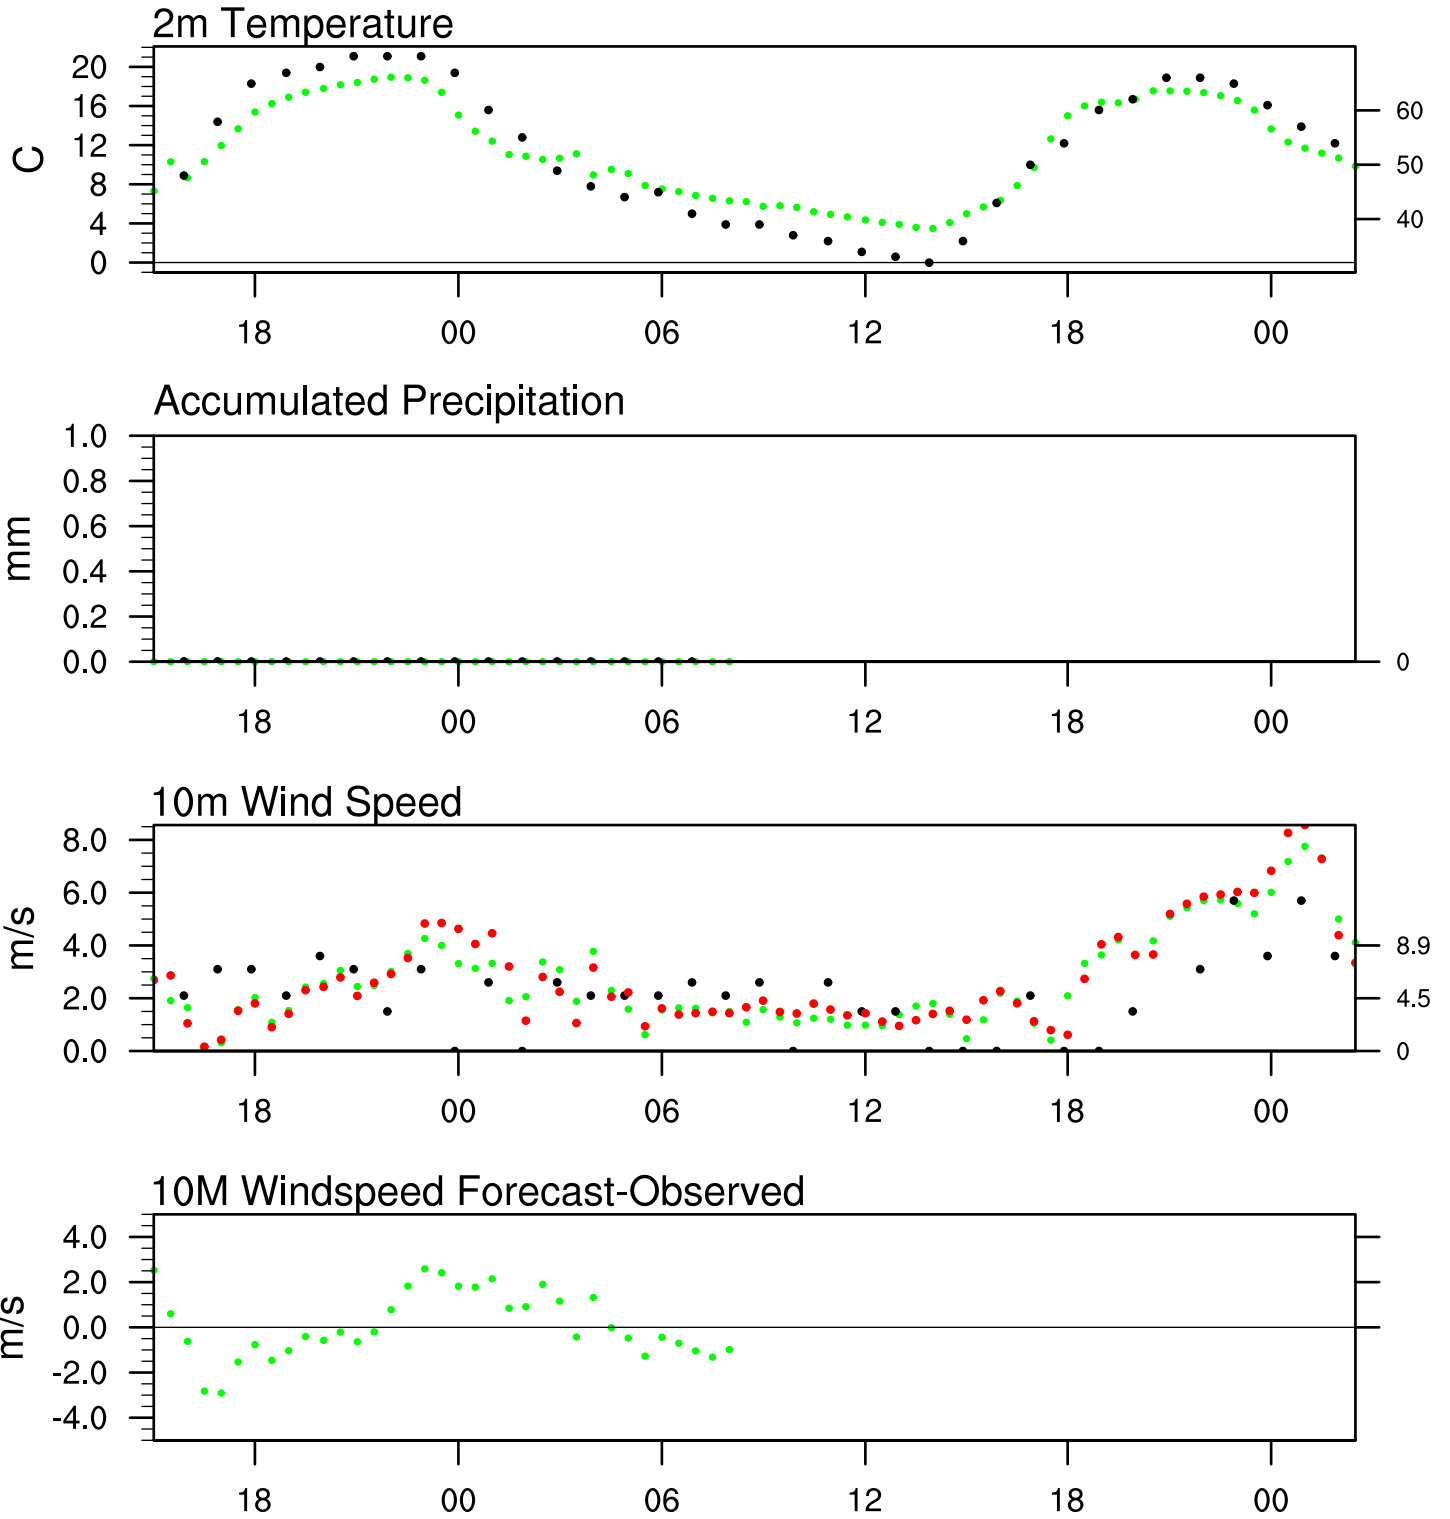 2m Temperature
20
16
12
8
4
0
C
60
50
40
18 00 06 12 18 00
Accumulated Precipitation
1.0
0.8
0.6
0.4
0.2
0.0
mm
0
18 00 06 12 18 00
10m Wind Speed
8.0
6.0
4.0
2.0
0.0
m/s
8.9
4.5
0
18 00 06 12 18 00
10M Windspeed Forecast-Observed
4.0
2.0
0.0
-2.0
-4.0
m/s
18 00 06 12 18 00